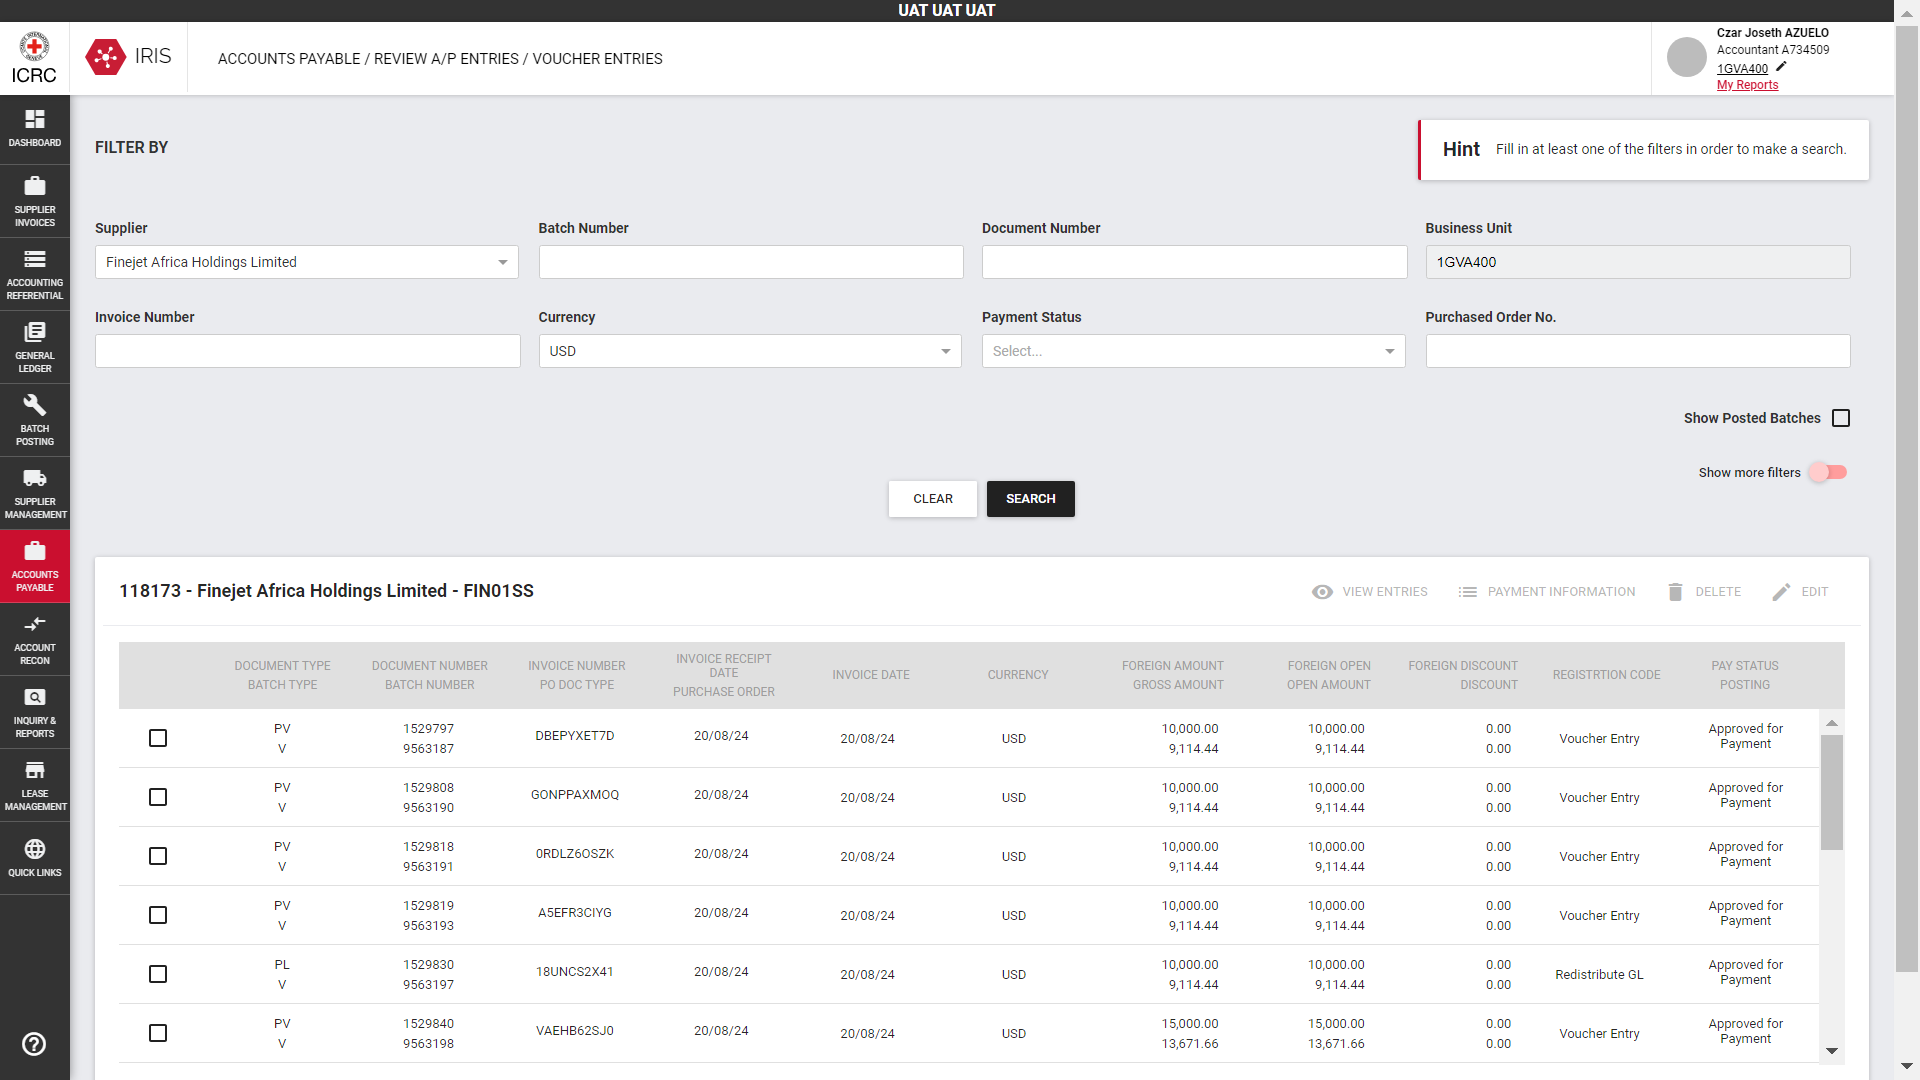 UAT UAT UAT
ICRC
IRIS
ACCOUNTS PAYABLE / REVIEW A/P ENTRIES / VOUCHER ENTRIES
Czar Joseth AZUELO
Accountant A734509
1GVA400
My Reports
DASHBOARD
SUPPLIER
INVOICES
ACCOUNTING
REFERENTIAL
GENERAL
LEDGER
BATCH
POSTING
SUPPLIER
MANAGEMENT
ACCOUNTS
PAYABLE
ACCOUNT
RECON
INQUIRY &
REPORTS
LEASE
MANAGEMENT
QUICK LINKS
FILTER BY
Hint Fill in at least one of the filters in order to make a search.
Supplier Batch Number Document Number Business Unit
Finejet Africa Holdings Limited 1GVA400
Invoice Number Currency Payment Status Purchased Order No.
USD Select...
Show Posted Batches
Show more filters
CLEAR SEARCH
118173 - Finejet Africa Holdings Limited - FIN01SS
VIEW ENTRIES PAYMENT INFORMATION DELETE EDIT
DOCUMENT TYPE
BATCH TYPE
DOCUMENT NUMBER
BATCH NUMBER
INVOICE NUMBER
PO DOC TYPE
INVOICE RECEIPT
DATE
PURCHASE ORDER
INVOICE DATE
CURRENCY
FOREIGN AMOUNT
GROSS AMOUNT
FOREIGN OPEN
OPEN AMOUNT
FOREIGN DISCOUNT
DISCOUNT
REGISTRTION CODE
PAY STATUS
POSTING
PV 1529797 DBEPYXET7D 20/08/24 20/08/24 USD 10,000.00 10,000.00 0.00 Voucher Entry Approved for
V 9563187 9,114.44 9,114.44 0.00 Payment
PV 1529808 GONPPAXMOQ 20/08/24 20/08/24 USD 10,000.00 10,000.00 0.00 Voucher Entry Approved for
V 9563190 9,114.44 9,114.44 0.00 Payment
PV 1529818 0RDLZ6OSZK 20/08/24 20/08/24 USD 10,000.00 10,000.00 0.00 Voucher Entry Approved for
V 9563191 9,114.44 9,114.44 0.00 Payment
PV 1529819 A5EFR3CIYG 20/08/24 20/08/24 USD 10,000.00 10,000.00 0.00 Voucher Entry Approved for
V 9563193 9,114.44 9,114.44 0.00 Payment
PL 1529830 18UNCS2X41 20/08/24 20/08/24 USD 10,000.00 10,000.00 0.00 Redistribute GL Approved for
V 9563197 9,114.44 9,114.44 0.00 Payment
PV 1529840 VAEHB62SJ0 20/08/24 20/08/24 USD 15,000.00 15,000.00 0.00 Voucher Entry Approved for
V 9563198 13,671.66 13,671.66 0.00 Payment